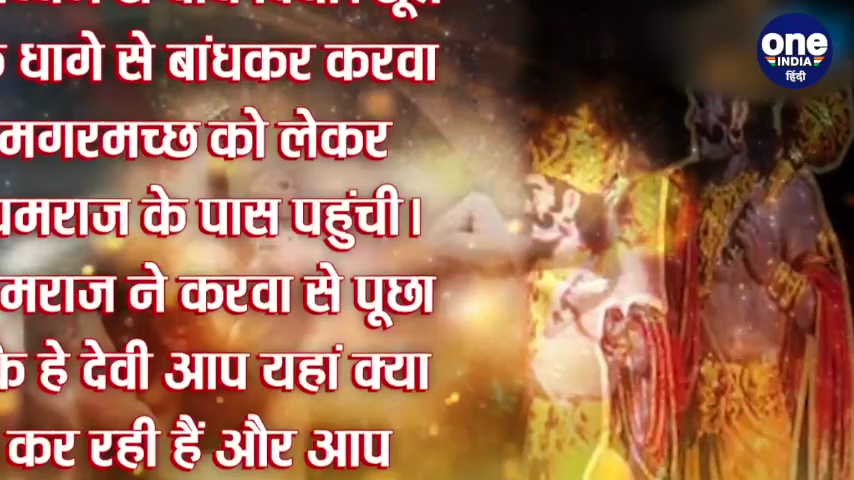 धागे से बांधकर करवा
मगरमच्छ को लेकर
यमराज के पास पहुंची।
यमराज ने करवा से पूछा
हे देवी आप यहां क्या
कर रही हैं और आप
one
INDIA
हिंदी